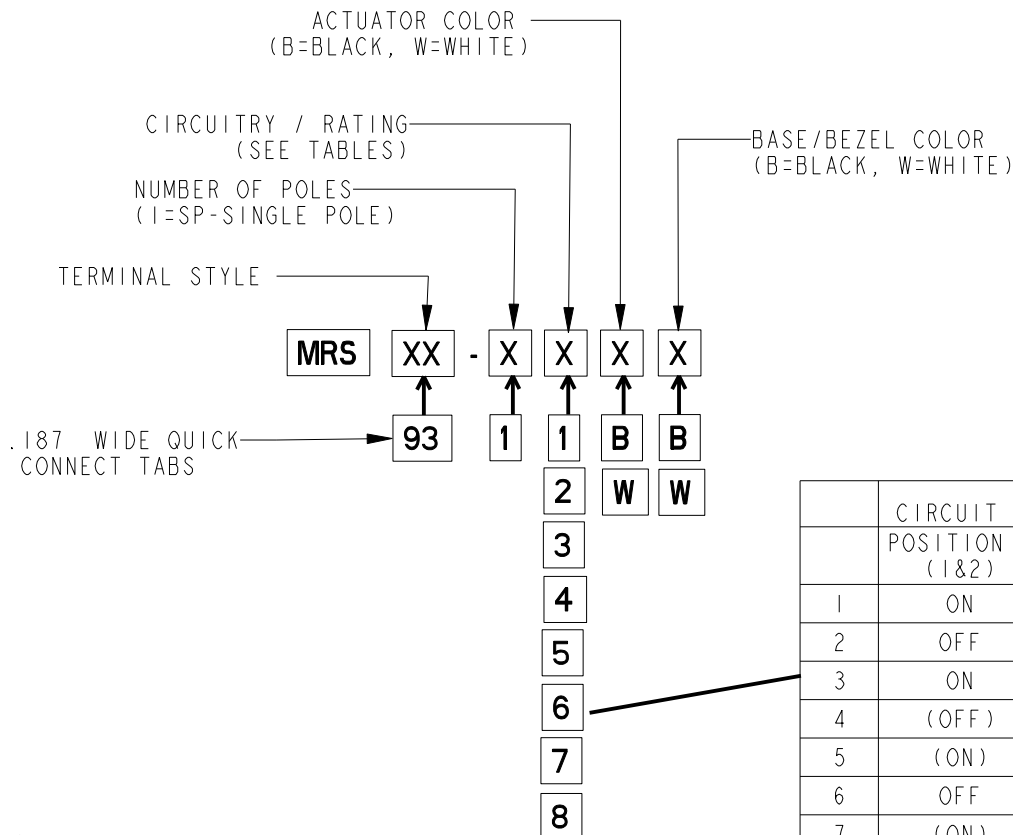 ACTUATOR COLOR
(B=BLACK, W=WHITE)
CIRCUITRY / RATING
(SEE TABLES)
BASE/BEZEL COLOR
(B=BLACK, W=WHITE)
NUMBER OF POLES
(1=SP-SINGLE POLE)
TERMINAL STYLE
MRS XX - X X X X
.187 WIDE QUICK
CONNECT TABS
93 1 1 B B
2 W W
3
4
5
6
7
8
CIRCUIT
POSITION
(1&2)
1 ON
2 OFF
3 ON
4 (OFF)
5 (ON)
6 OFF
7 (ON)